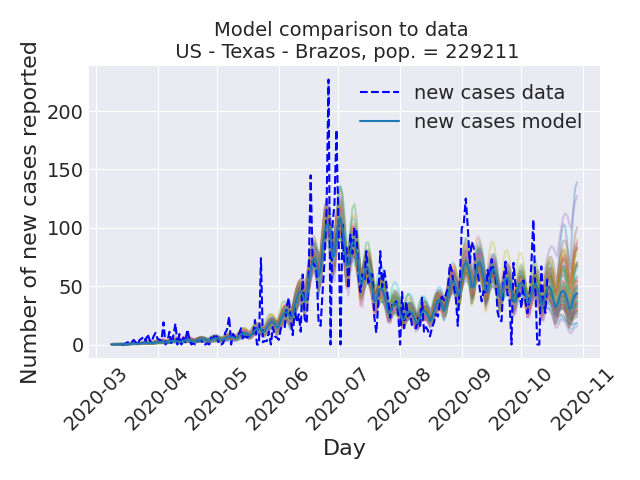 Model comparison to data
US - Texas - Brazos, pop. = 229211
Number of new cases reported
200
150
100
50
0
new cases data
new cases model
2020-03
2020-04
2020-05
2020-06
2020-07
2020-08
2020-09
2020-10
2020-11
Day